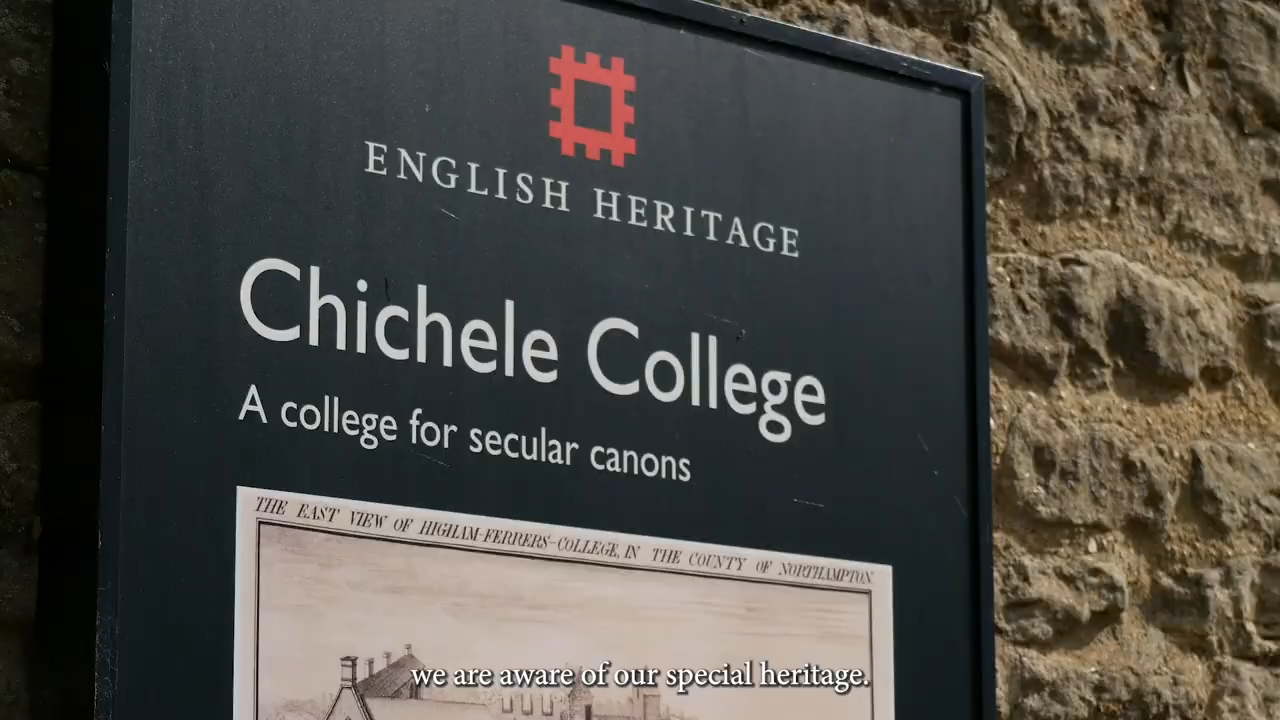 ENGLISH HERITAGE
Chichele College
A college for secular canons
THE EAST VIEW OF HIGHAM-FERRERS-COLLEGE, IN THE COUNTY OF NORTHAMPTON
we are aware of our special heritage.